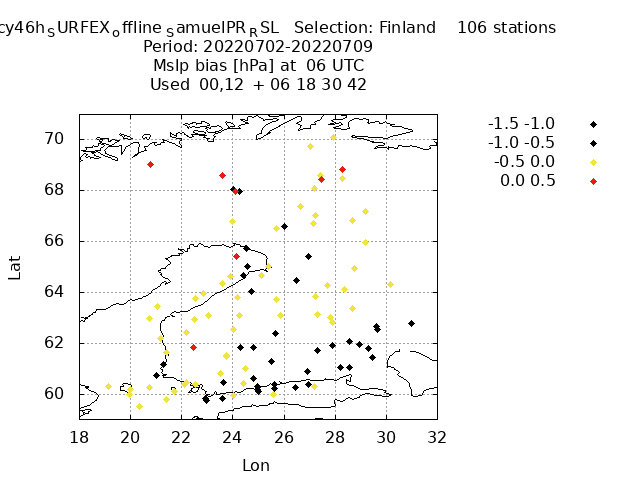 cy46hSURFEXoffline SamuelPRRSL Selection: Finland 106 stations
Period: 20220702-20220709
Mslp bias [hPa] at 06 UTC
Used 00,12 + 06 18 30 42
-1.5 -1.0
-1.0 -0.5
-0.5 0.0
0.0 0.5
70
68
66
64
62
60
Lat
18 20 22 24 26 28 30 32
Lon